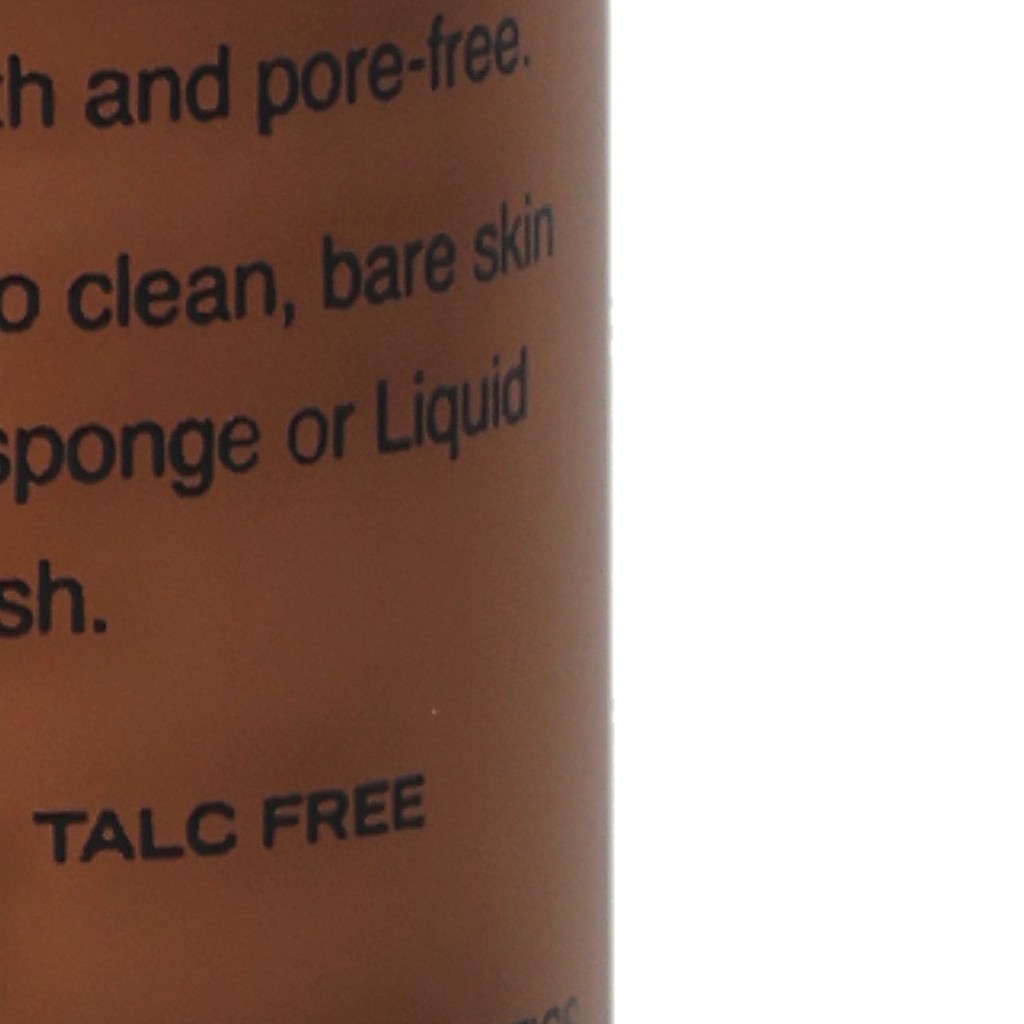 th and pore-free.
o clean, bare skin
sponge or Liquid
sh.
TALC FREE